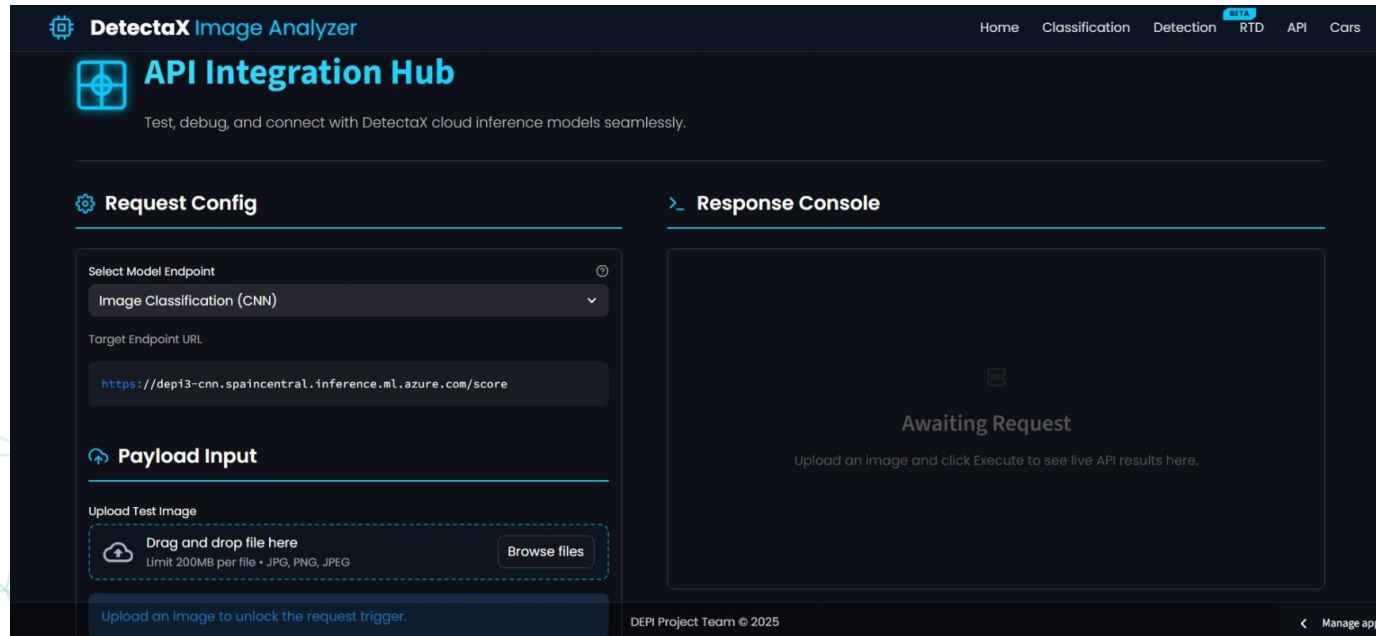 DetectaX Image Analyzer
Home Classification Detection BETA RTD API Cars
API Integration Hub
Test, debug, and connect with DetectaX cloud inference models seamlessly.
Request Config
Select Model Endpoint
Image Classification (CNN)
Target Endpoint URL
https://depi3-cnn.spaincentral.inference.ml.azure.com/score
Payload Input
Upload Test Image
Drag and drop file here
Limit 200MB per file • JPG, PNG, JPEG
Browse files
Upload an image to unlock the request trigger.
>_ Response Console
Awaiting Request
Upload an image and click Execute to see live API results here.
DEPI Project Team © 2025
< Manage app